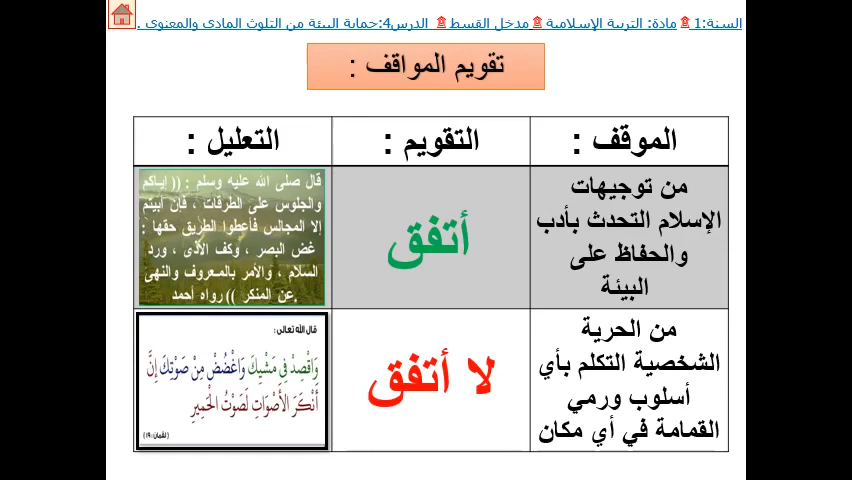 السنة:1 مادة: التربية الإسلامية مدخل القسط الدرس4:حماية البيئة من التلوث المادي والمعنوي .
تقويم المواقف :
الموقف :
التقويم :
التعليل :
من توجيهات
الإسلام التحدث بأدب
والحفاظ على
البيئة
أتفق
قال صلى الله عليه وسلم : (( إياكم
والجلوس على الطرقات ، فإن أبيتم
إلا المجالس فأعطوا الطريق حقها :
غض البصر ، وكف الأذى ، ورد
السلام ، والأمر بالمعروف والنهي
عن المنكر )) رواه أحمد.
من الحرية
الشخصية التكلم بأي
أسلوب ورمي
القمامة في أي مكان
لا أتفق
قال الله تعالى :
وَاقْصِدْ فِي مَشْيِكَ وَاغْضُضْ مِنْ صَوْتِكَ إِنَّ
أَنْكَرَ الْأَصْوَاتِ لَصَوْتُ الْحَمِيرِ
(لقمان:19)